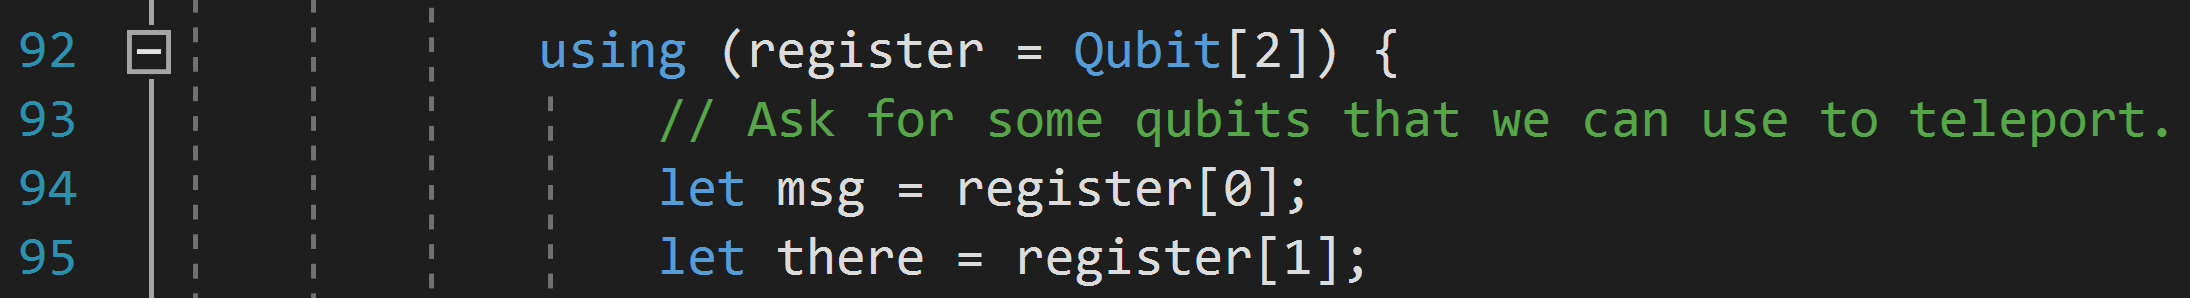 92 using (register = Qubit[2]) {
93 // Ask for some qubits that we can use to teleport.
94 let msg = register[0];
95 let there = register[1];